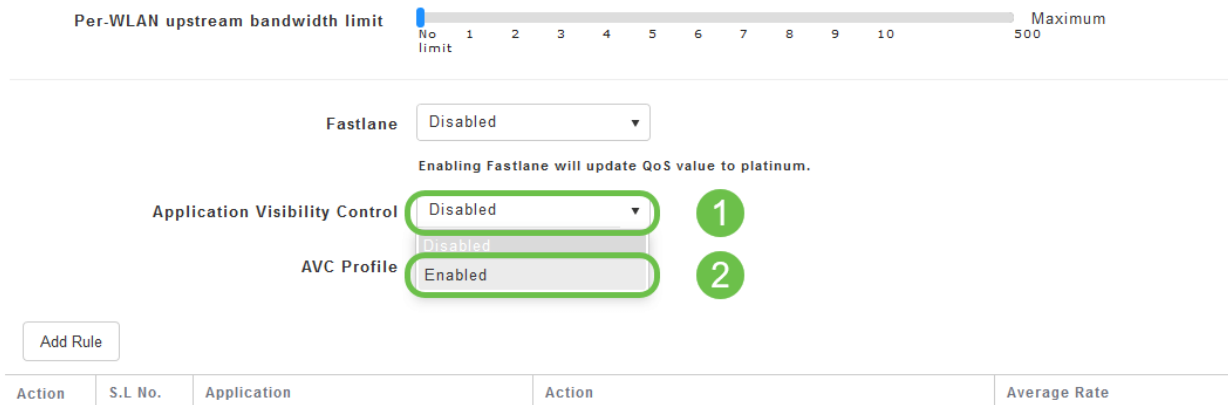 Per-WLAN upstream bandwidth limit
Maximum
No limit 1 2 3 4 5 6 7 8 9 10 500
Fastlane Disabled
Enabling Fastlane will update QoS value to platinum.
Application Visibility Control Disabled 1
Disabled
AVC Profile Enabled 2
Add Rule
Action S.L No. Application Action Average Rate